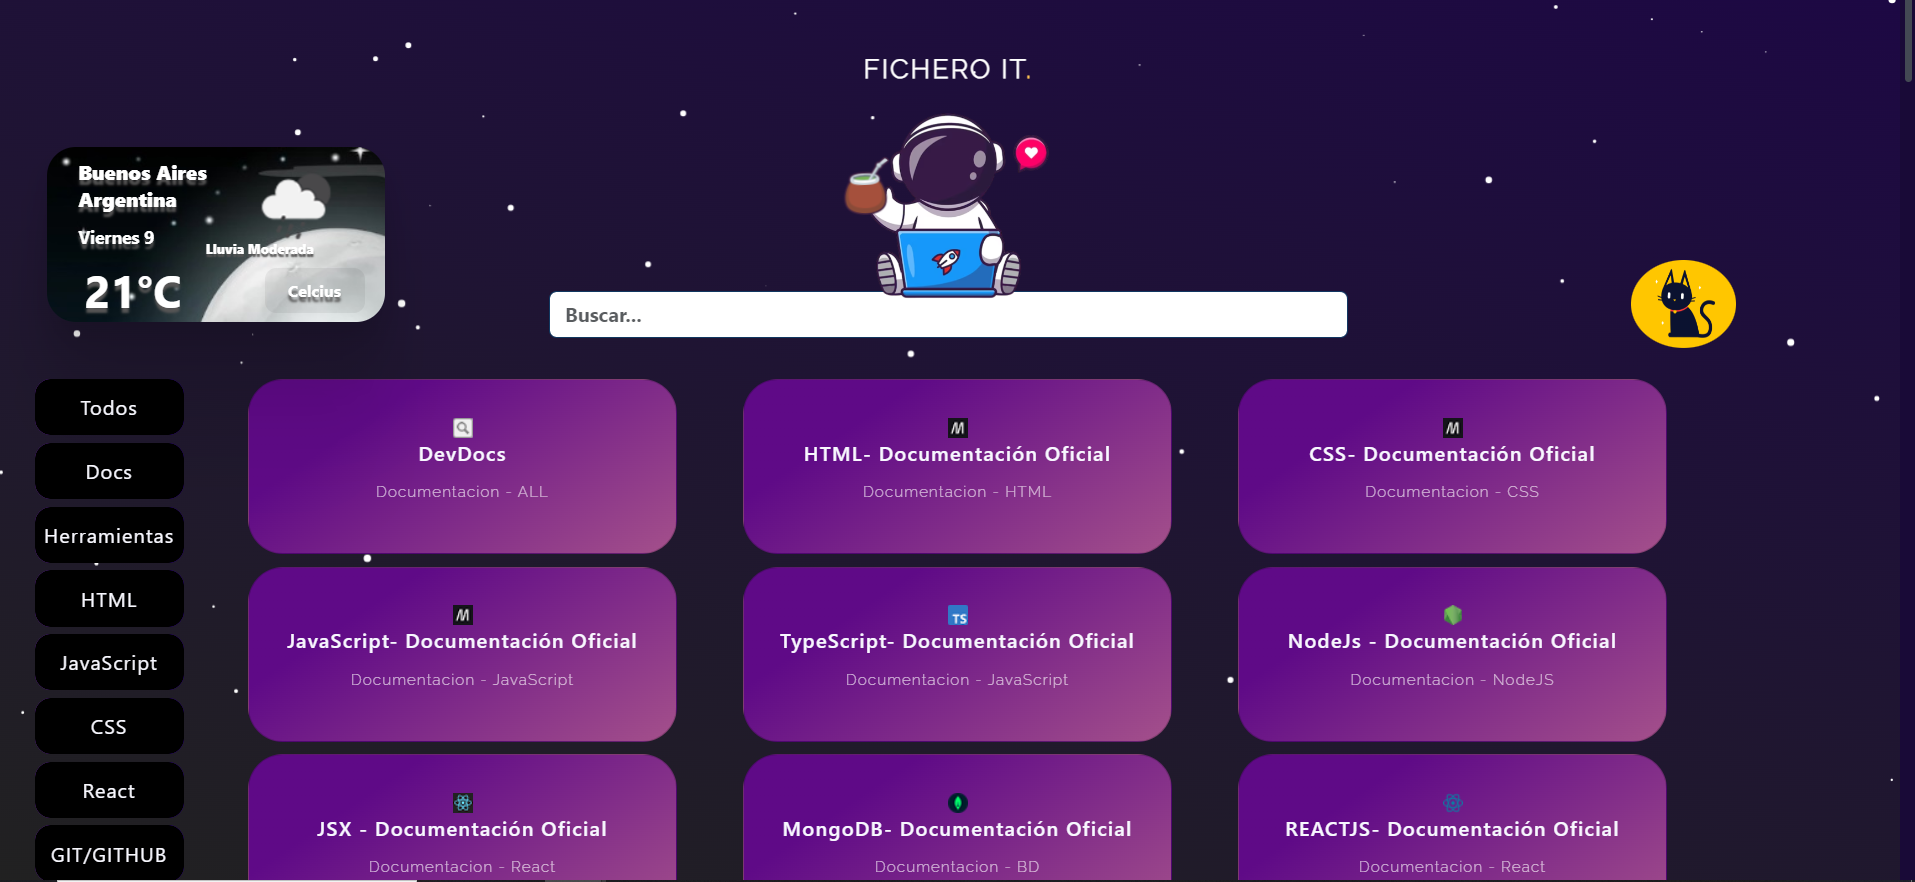 FICHERO IT.
Buenos Aires
Argentina
Viernes 9
Lluvia Moderada
21°C
Celcius
Buscar...
Todos
Docs
Herramientas
HTML
JavaScript
CSS
React
GIT/GITHUB
DevDocs
Documentacion - ALL
HTML- Documentación Oficial
Documentacion - HTML
CSS- Documentación Oficial
Documentacion - CSS
JavaScript- Documentación Oficial
Documentacion - JavaScript
TS
TypeScript- Documentación Oficial
Documentacion - JavaScript
NodeJs - Documentación Oficial
Documentacion - NodeJS
JSX - Documentación Oficial
Documentacion - React
MongoDB- Documentación Oficial
Documentacion - BD
REACTJS- Documentación Oficial
Documentacion - React